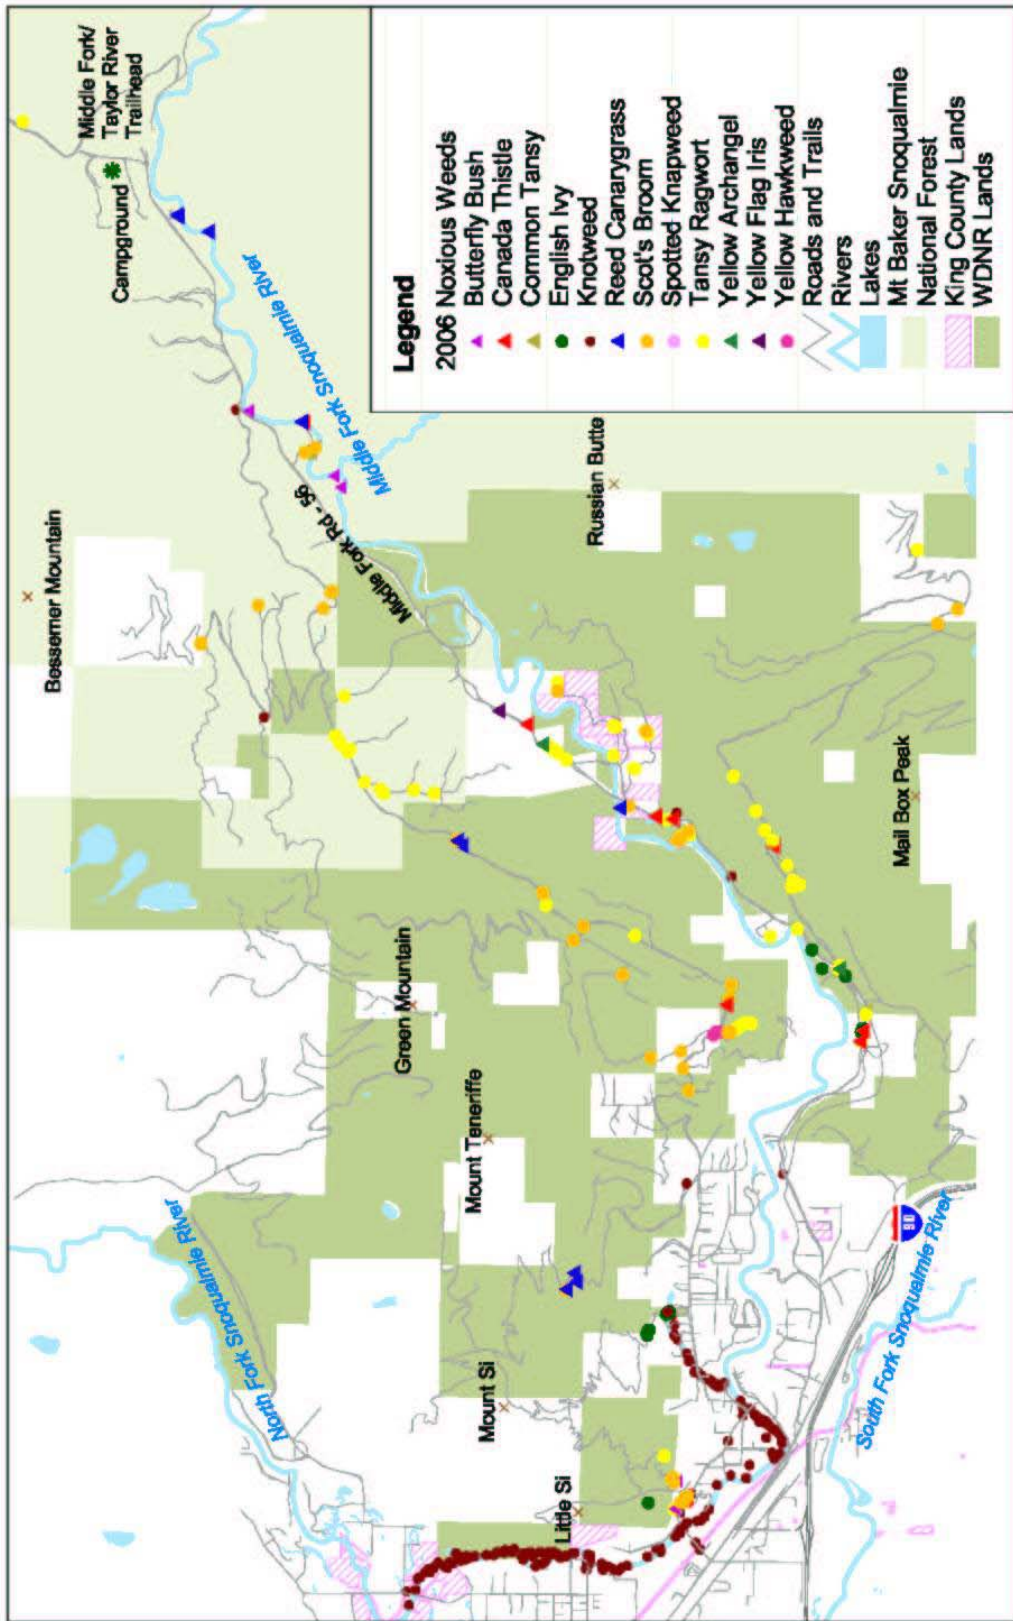 Middle Fork/
Taylor River
Trailhead
Campground
Middle Fork Snoqualmie River
Middle Fork Snoqualmie River
Middle Fork Rd - 56
Bessemer Mountain
Russian Butte
Mail Box Peak
Green Mountain
Mount Teneriffe
North Fork Snoqualmie River
Mount Si
Little Si
South Fork Snoqualmie River
90
Legend
2006 Noxious Weeds
Butterfly Bush
Canada Thistle
Common Tansy
English Ivy
Knotweed
Reed Canarygrass
Scot's Broom
Spotted Knapweed
Tansy Ragwort
Yellow Archangel
Yellow Flag Iris
Yellow Hawkweed
Roads and Trails
Rivers
Lakes
Mt Baker Snoqualmie
National Forest
King County Lands
WDNR Lands